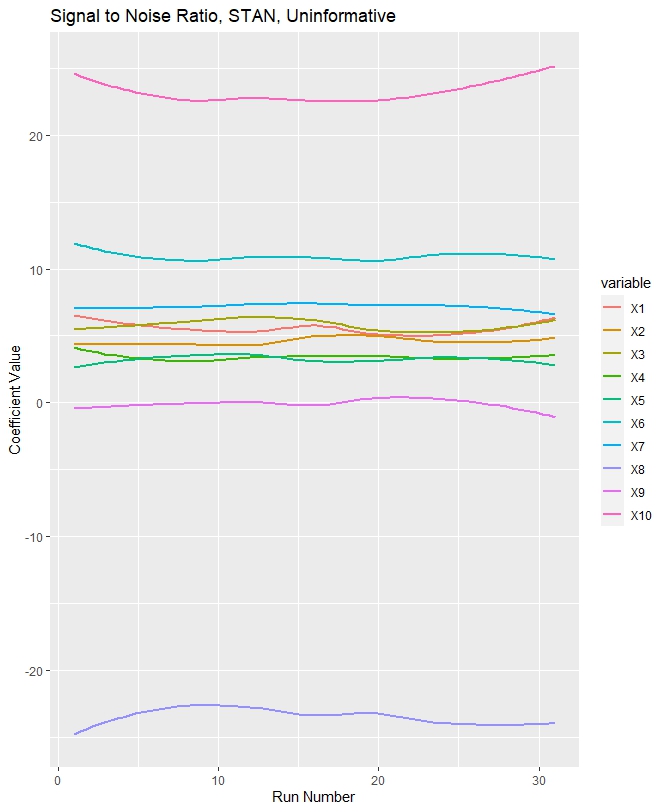 Signal to Noise Ratio, STAN, Uninformative
20
10
0
-10
-20
Coefficient Value
0
10
20
30
Run Number
variable
X1
X2
X3
X4
X5
X6
X7
X8
X9
X10